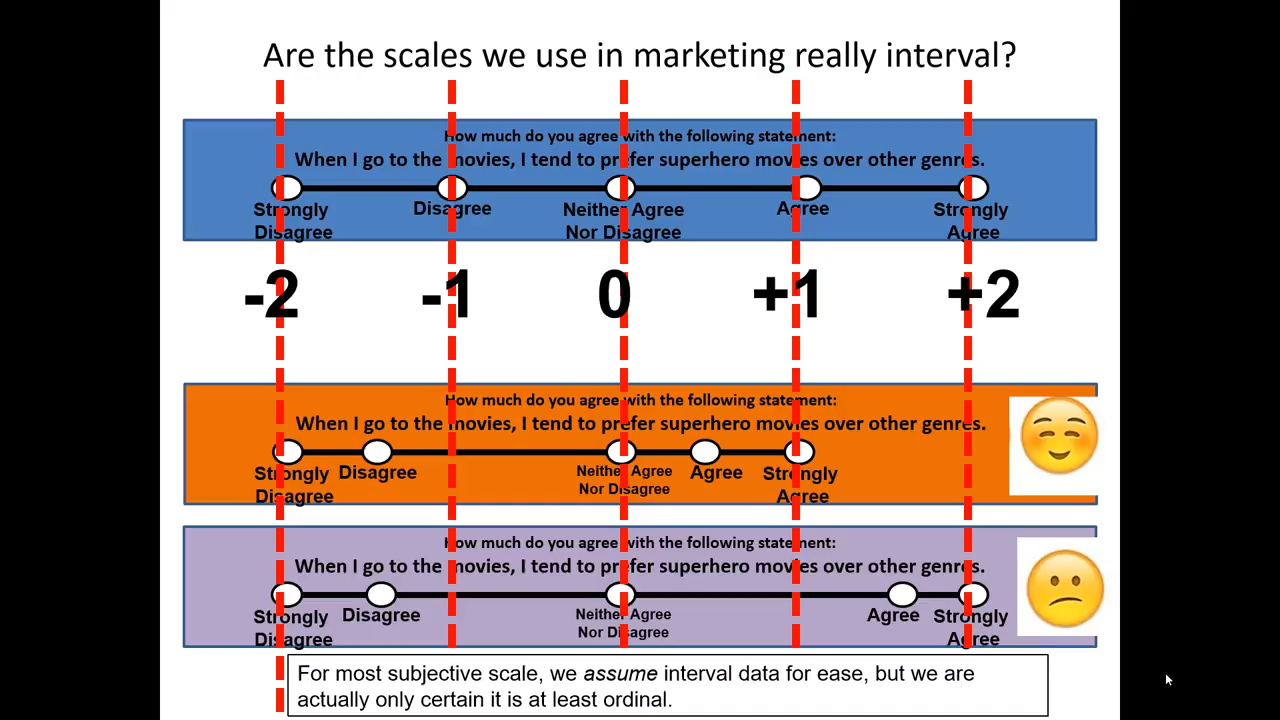 Are the scales we use in marketing really interval?
How much do you agree with the following statement:
When I go to the movies, I tend to prefer superhero movies over other genres.
Strongly Disagree
Disagree
Neither Agree Nor Disagree
Agree
Strongly Agree
-2
-1
0
+1
+2
How much do you agree with the following statement:
When I go to the movies, I tend to prefer superhero movies over other genres.
Strongly Disagree
Disagree
Neither Agree Nor Disagree
Agree
Strongly Agree
How much do you agree with the following statement:
When I go to the movies, I tend to prefer superhero movies over other genres.
Strongly Disagree
Disagree
Neither Agree Nor Disagree
Agree
Strongly Agree
For most subjective scale, we assume interval data for ease, but we are
actually only certain it is at least ordinal.